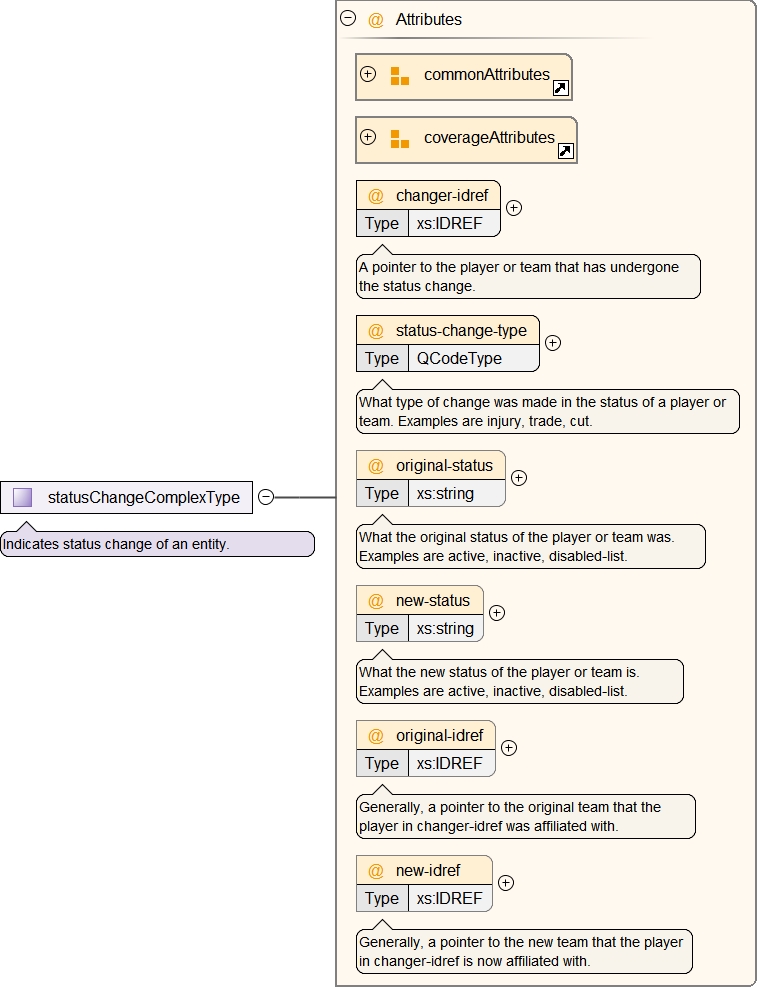 @ Attributes
commonAttributes
coverageAttributes
@ changer-idref
Type xs:IDREF
A pointer to the player or team that has undergone
the status change.
@ status-change-type
Type QCodeType
What type of change was made in the status of a player or
team. Examples are injury, trade, cut.
@ original-status
Type xs:string
What the original status of the player or team was.
Examples are active, inactive, disabled-list.
statusChangeComplexType
Indicates status change of an entity.
@ new-status
Type xs:string
What the new status of the player or team is.
Examples are active, inactive, disabled-list.
@ original-idref
Type xs:IDREF
Generally, a pointer to the original team that the
player in changer-idref was affiliated with.
@ new-idref
Type xs:IDREF
Generally, a pointer to the new team that the player
in changer-idref is now affiliated with.